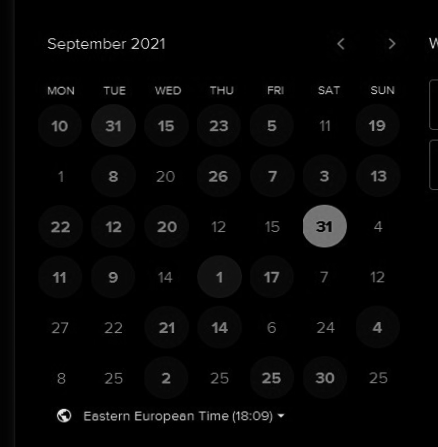 September 2021
MON TUE WED THU FRI SAT SUN
10 31 15 23 5 11 19
1 8 20 26 7 3 13
22 12 20 12 15 31 4
11 9 14 1 17 7 12
27 22 21 14 6 24 4
8 25 2 25 25 30 25
Eastern European Time (18:09)